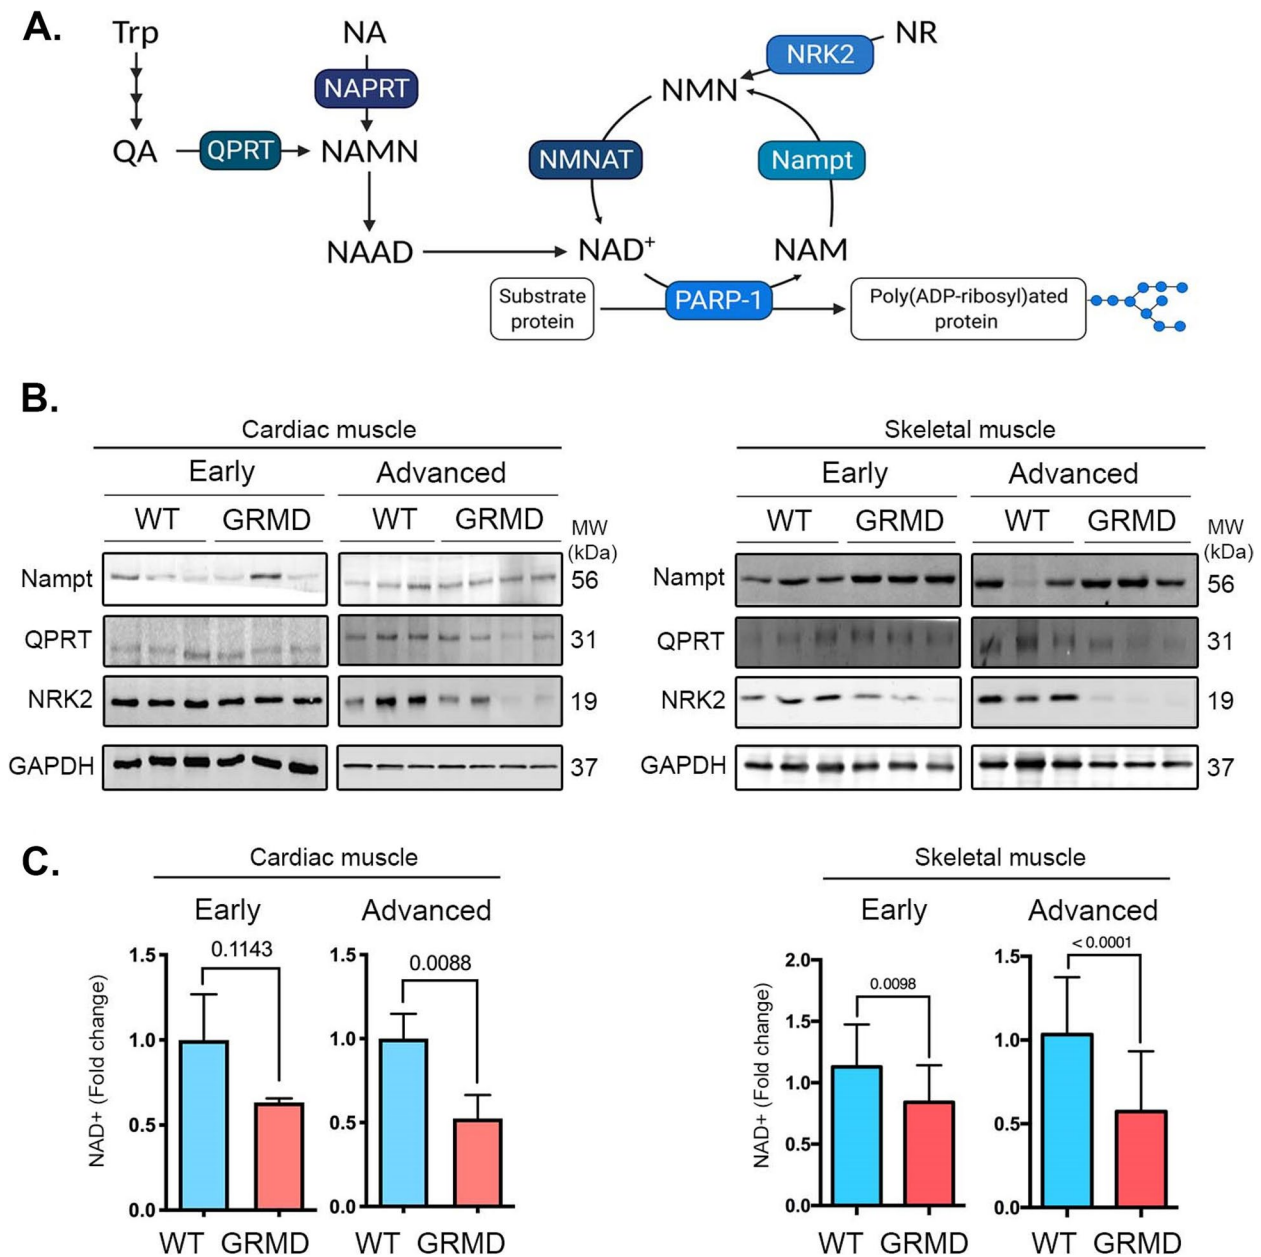 A.
Trp
NA
NR
NRK2
NAPRT
NMN
QA
QPRT
NAMN
NMNAT
Nampt
NAAD
NAD+
NAM
Substrate
protein
PARP-1
Poly(ADP-ribosyl)ated
protein
B.
Cardiac muscle
Early
Advanced
WT
GRMD
WT
GRMD
MW
(kDa)
Nampt
56
QPRT
31
NRK2
19
GAPDH
37
Skeletal muscle
Early
Advanced
WT
GRMD
WT
GRMD
MW
(kDa)
Nampt
56
QPRT
31
NRK2
19
GAPDH
37
C.
Cardiac muscle
Early
NAD+ (Fold change)
1.5
1.0
0.5
0.0
0.1143
WT
GRMD
Advanced
1.5
1.0
0.5
0.0
0.0088
WT
GRMD
Skeletal muscle
Early
NAD+ (Fold change)
2.0
1.5
1.0
0.5
0.0
0.0098
WT
GRMD
Advanced
1.5
1.0
0.5
0.0
< 0.0001
WT
GRMD